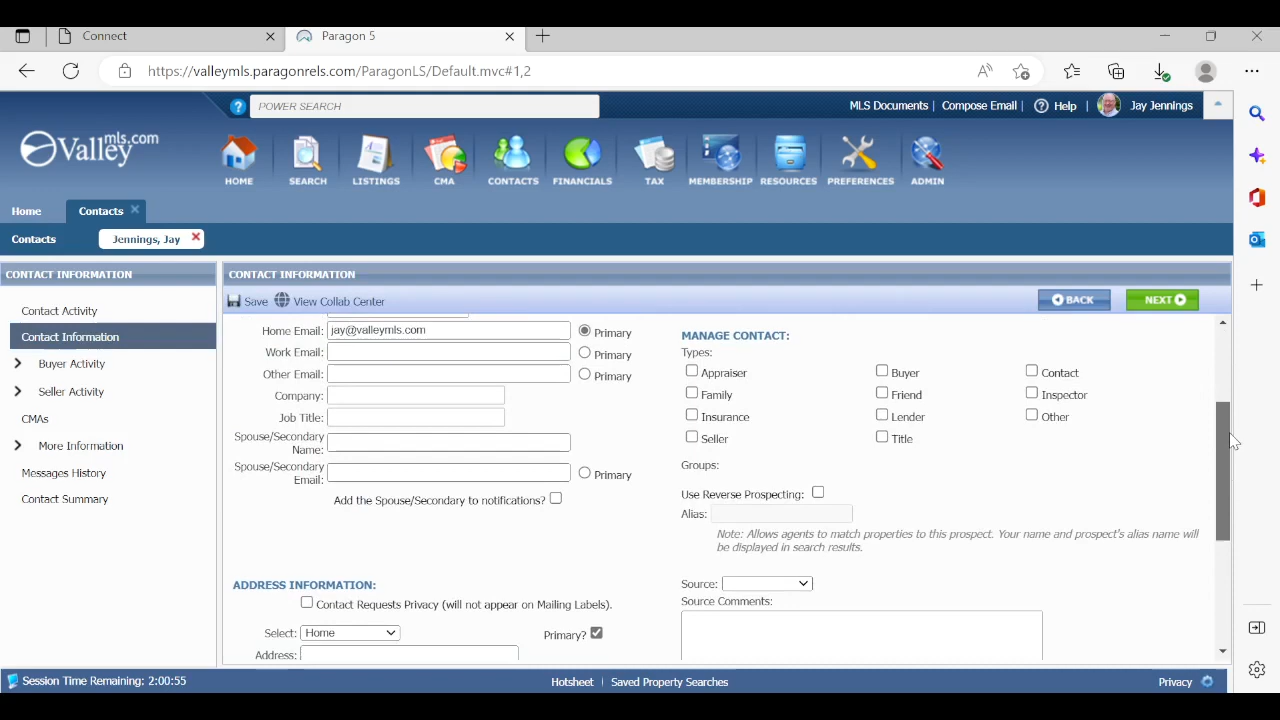 Connect
Paragon 5
https://valleymls.paragonrels.com/ParagonLS/Default.mvc#1,2
POWER SEARCH
MLS Documents | Compose Email | Help | Jay Jennings
Valleymls.com
HOME SEARCH LISTINGS CMA CONTACTS FINANCIALS TAX MEMBERSHIP RESOURCES PREFERENCES ADMIN
Home Contacts
Contacts Jennings, Jay
CONTACT INFORMATION
Contact Activity
Contact Information
Buyer Activity
Seller Activity
CMAs
More Information
Messages History
Contact Summary
CONTACT INFORMATION
Save View Collab Center
BACK NEXT
Home Email: jay@valleymls.com Primary
Work Email: Primary
Other Email: Primary
Company:
Job Title:
Spouse/Secondary
Name:
Spouse/Secondary
Email: Primary
Add the Spouse/Secondary to notifications?
ADDRESS INFORMATION:
Contact Requests Privacy (will not appear on Mailing Labels).
Select: Home Primary?
Address:
MANAGE CONTACT:
Types:
Appraiser Buyer Contact
Family Friend Inspector
Insurance Lender Other
Seller Title
Groups:
Use Reverse Prospecting:
Alias:
Note: Allows agents to match properties to this prospect. Your name and prospect's alias name will
be displayed in search results.
Source:
Source Comments:
Session Time Remaining: 2:00:55
Hotsheet | Saved Property Searches
Privacy